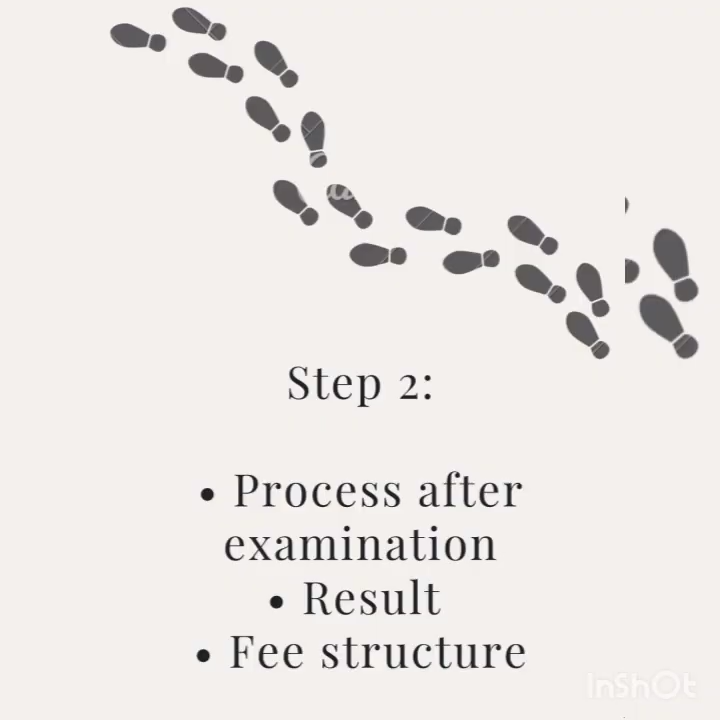 Step 2:
• Process after
examination
• Result
• Fee structure
InShOt